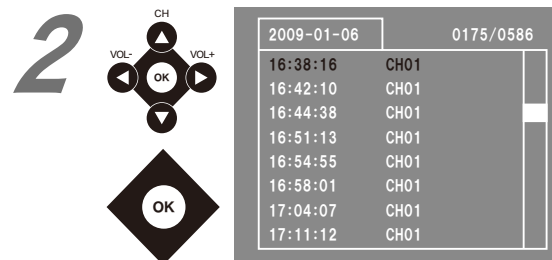 2
CH
VOL-
VOL+
OK
OK
2009-01-06
0175/0586
16:38:16 CH01
16:42:10 CH01
16:44:38 CH01
16:51:13 CH01
16:54:55 CH01
16:58:01 CH01
17:04:07 CH01
17:11:12 CH01